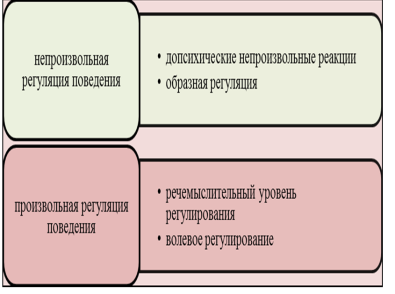 непроизвольная
регуляция поведения
• допсихические непроизвольные реакции
• образная регуляция
произвольная регуляция
поведения
• речемыслительный уровень
регулирования
• волевое регулирование